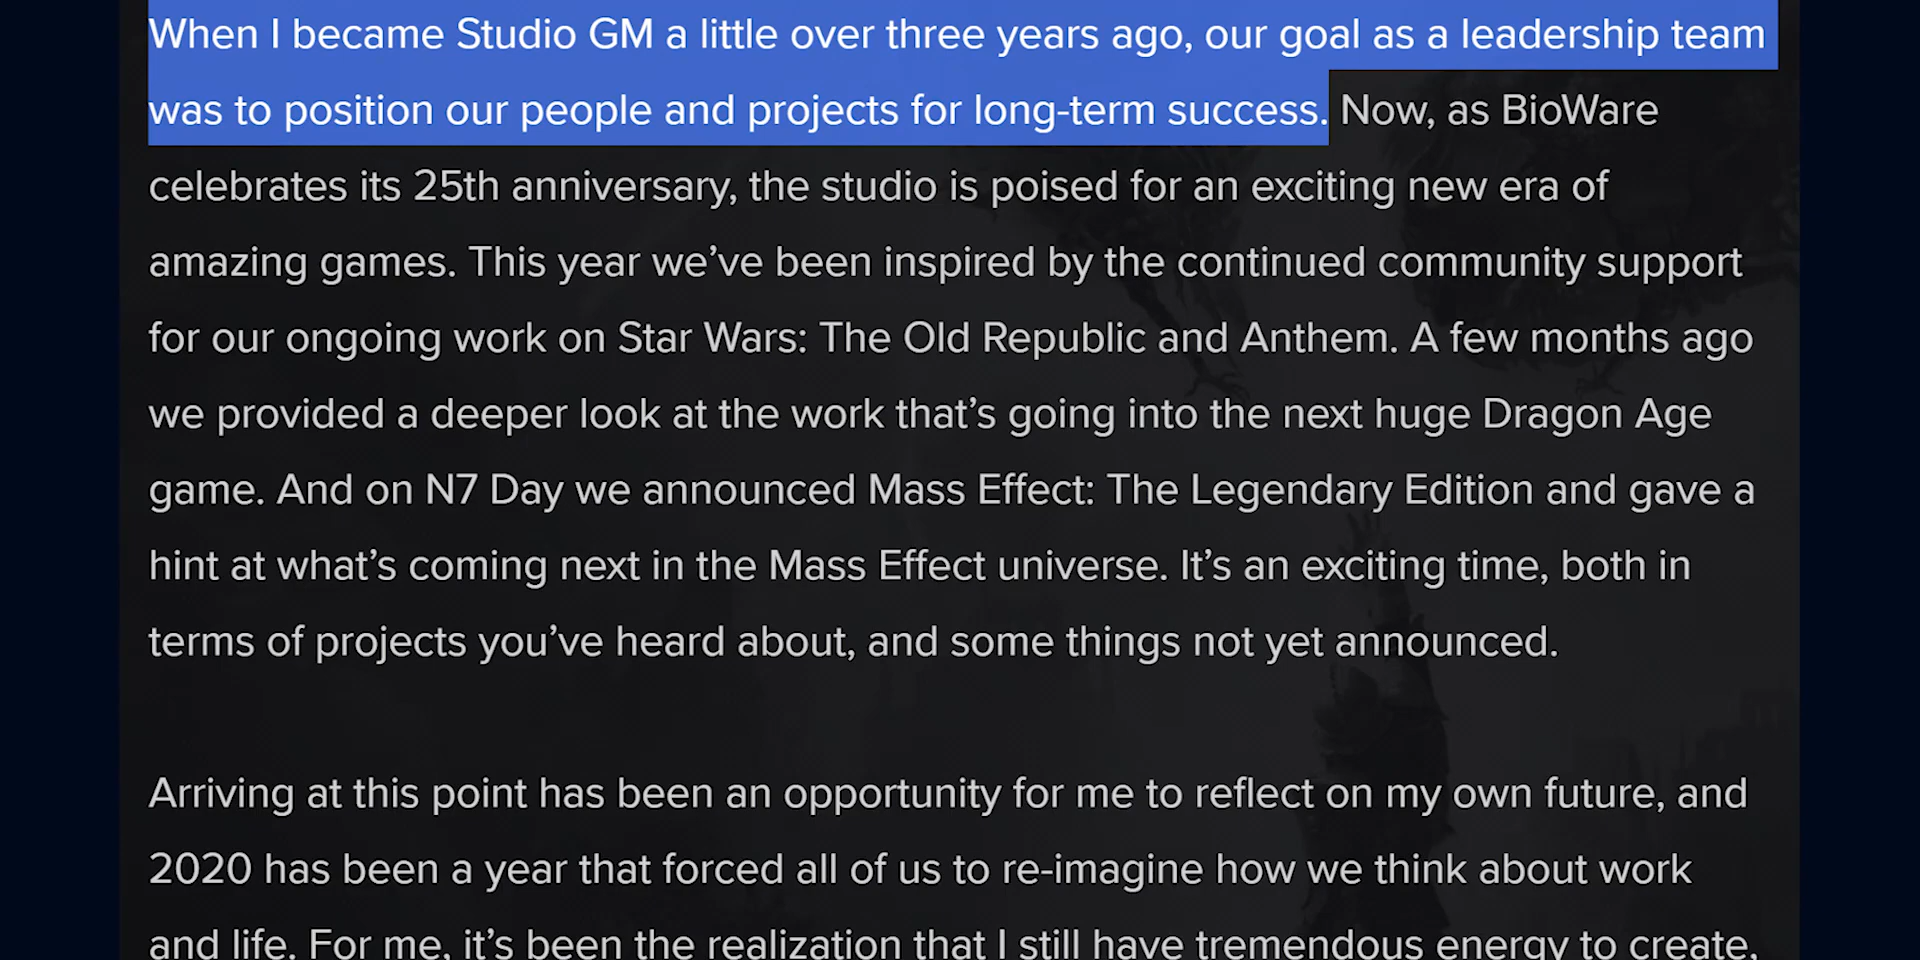 When I became Studio GM a little over three years ago, our goal as a leadership team
was to position our people and projects for long-term success. Now, as BioWare
celebrates its 25th anniversary, the studio is poised for an exciting new era of
amazing games. This year we’ve been inspired by the continued community support
for our ongoing work on Star Wars: The Old Republic and Anthem. A few months ago
we provided a deeper look at the work that’s going into the next huge Dragon Age
game. And on N7 Day we announced Mass Effect: The Legendary Edition and gave a
hint at what’s coming next in the Mass Effect universe. It’s an exciting time, both in
terms of projects you’ve heard about, and some things not yet announced.
Arriving at this point has been an opportunity for me to reflect on my own future, and
2020 has been a year that forced all of us to re-imagine how we think about work
and life. For me, it’s been the realization that I still have tremendous energy to create,